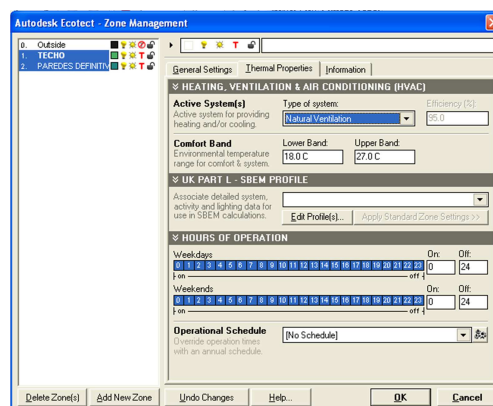 Autodesk Ecotect - Zone Management
0. Outside
1. TECHO T
2. PAREDES DEFINITIV T
T
General Settings Thermal Properties Information
HEATING, VENTILATION & AIR CONDITIONING (HVAC)
Active System(s)
Active system for providing
heating and/or cooling.
Type of system: Efficiency (%):
Natural Ventilation 95.0
Comfort Band
Environmental temperature
range for comfort & system.
Lower Band: Upper Band:
18.0 C 27.0 C
UK PART L - SBEM PROFILE
Associate detailed system,
activity and lighting data for
use in SBEM calculations.
Edit Profile(s)... Apply Standard Zone Settings >>
HOURS OF OPERATION
Weekdays On: Off:
0 1 2 3 4 5 6 7 8 9 10 11 12 13 14 15 16 17 18 19 20 21 22 23 0 24
on off
Weekends On: Off:
0 1 2 3 4 5 6 7 8 9 10 11 12 13 14 15 16 17 18 19 20 21 22 23 0 24
on off
Operational Schedule
Override operation times
with an annual schedule.
[No Schedule]
Delete Zone(s) Add New Zone Undo Changes Help... OK Cancel